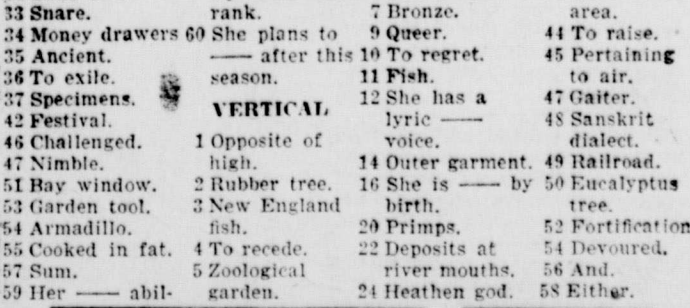 33 Snare.
34 Money drawers
35 Ancient.
36 To exile.
37 Specimens.
42 Festival.
46 Challenged.
47 Nimble.
51 Bay window.
53 Garden tool.
54 Armadillo.
55 Cooked in fat.
57 Sum.
59 Her —— abil-
rank.
60 She plans to
—— after this
season.
VERTICAL
1 Opposite of
high.
2 Rubber tree.
3 New England
fish.
4 To recede.
5 Zoological
garden.
7 Bronze.
9 Queer.
10 To regret.
11 Fish.
12 She has a
lyric ——
voice.
14 Outer garment.
16 She is —— by
birth.
20 Primps.
22 Deposits at
river mouths.
24 Heathen god.
area.
44 To raise.
45 Pertaining
to air.
47 Gaiter.
48 Sanskrit
dialect.
49 Railroad.
50 Eucalyptus
tree.
52 Fortification
54 Devoured.
56 And.
58 Either.